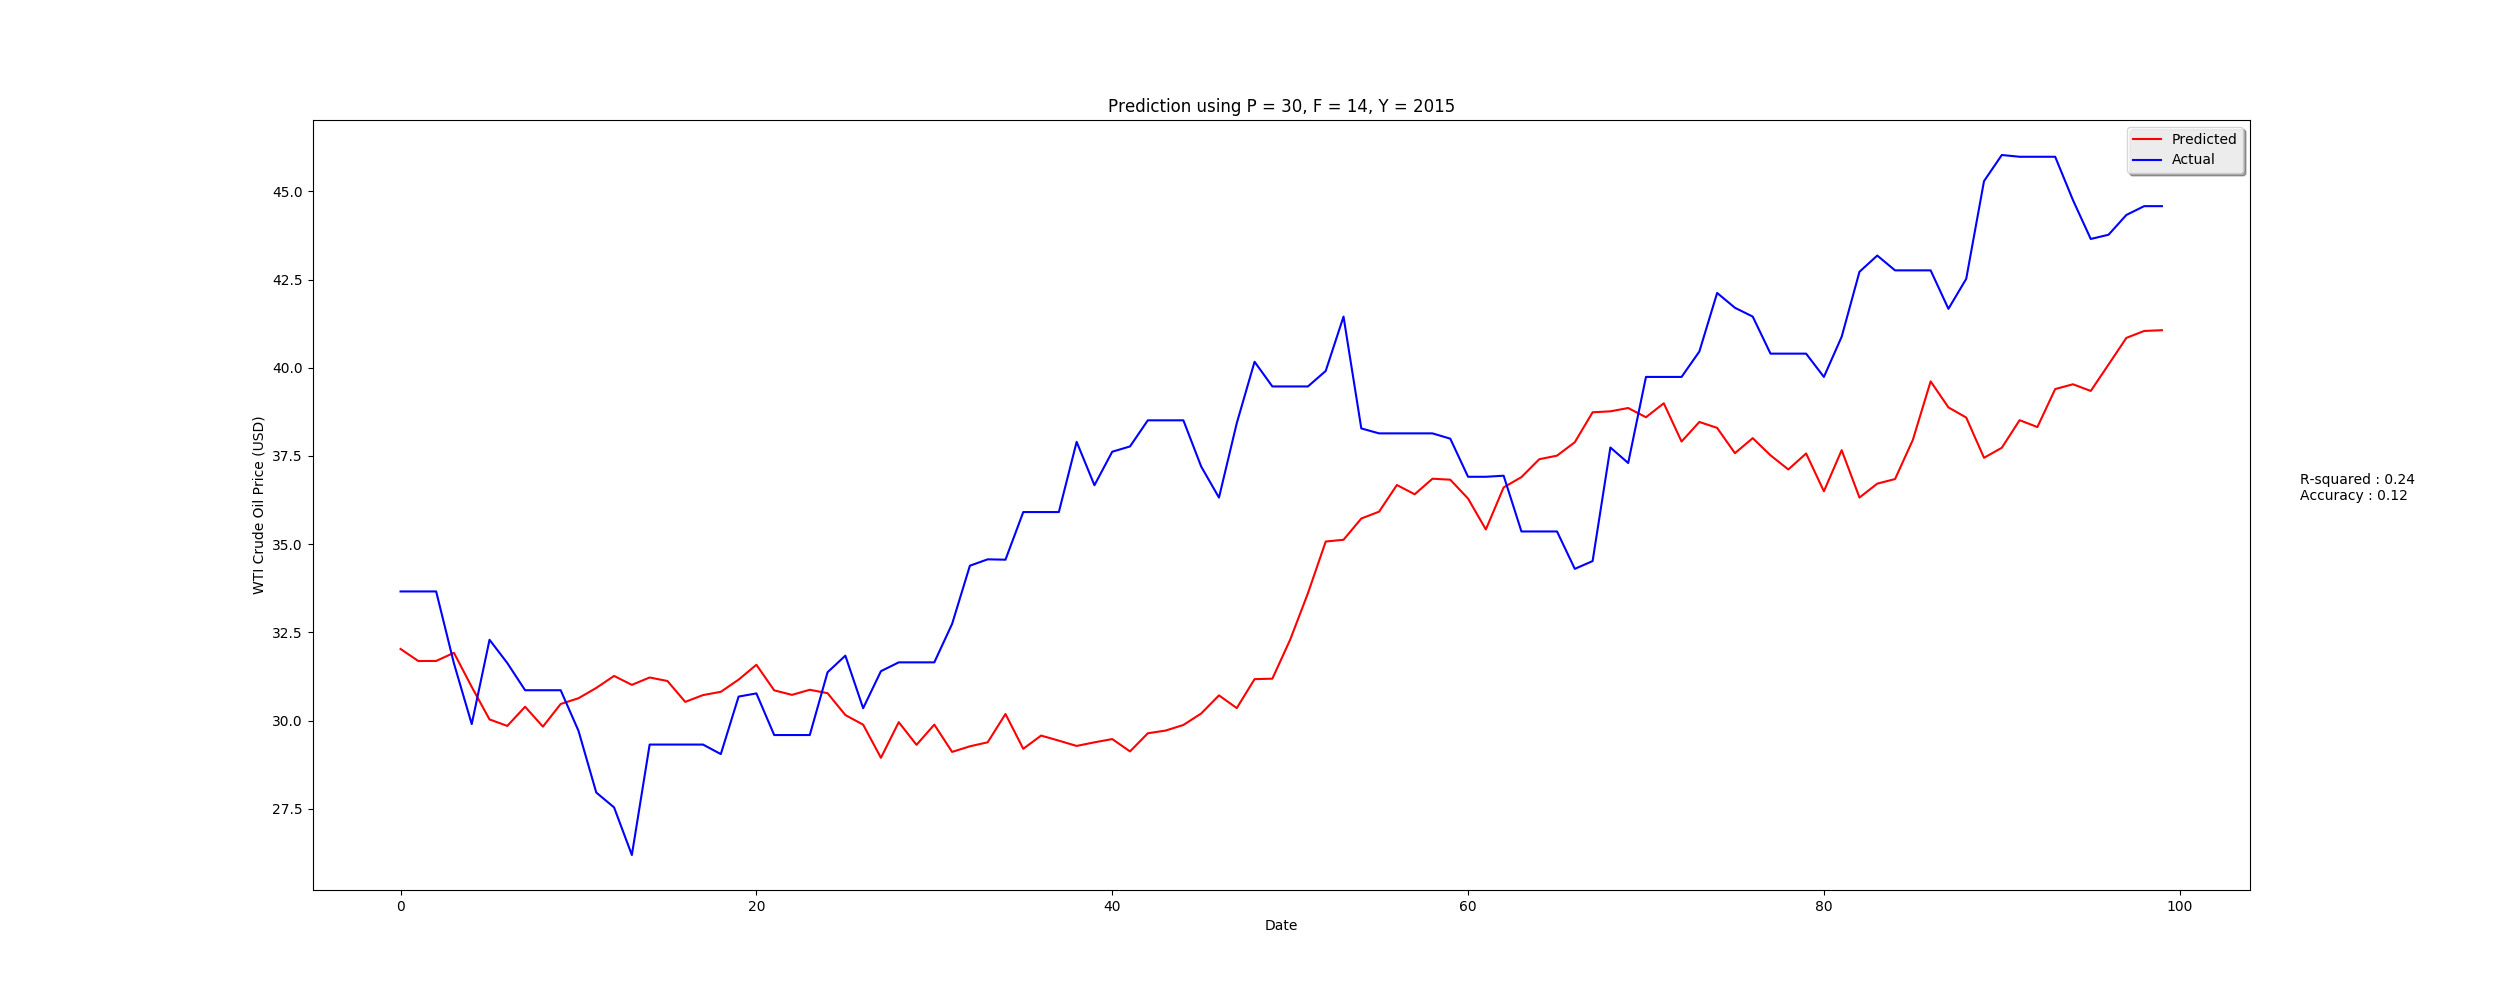 Prediction using P = 30, F = 14, Y = 2015
Predicted
Actual
45.0
42.5
40.0
37.5
35.0
32.5
30.0
27.5
WTI Crude Oil Price (USD)
R-squared : 0.24
Accuracy : 0.12
0 20 40 60 80 100
Date